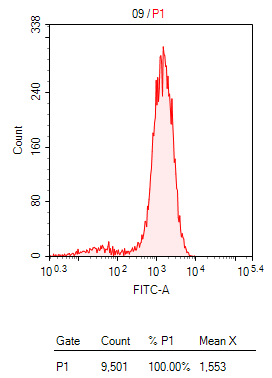 09 / P1
338
240
160
80
0
Count
10^0.3 10^2 10^3 10^4 10^5.4
FITC-A
Gate Count % P1 Mean X
P1 9,501 100.00% 1,553